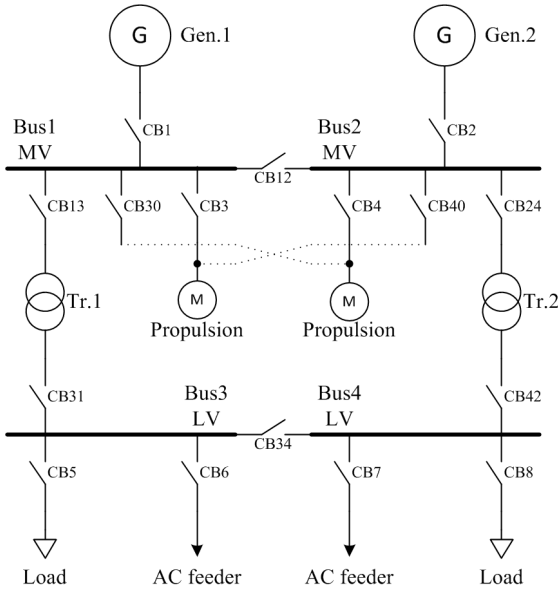 G Gen.1 G Gen.2
Bus1 CB1 Bus2 CB2
MV MV
CB12
CB13 CB30 CB3 CB4 CB40 CB24
Tr.1 M M Tr.2
Propulsion Propulsion
CB31 Bus3 Bus4 CB42
LV LV
CB34
CB5 CB6 CB7 CB8
Load AC feeder AC feeder Load